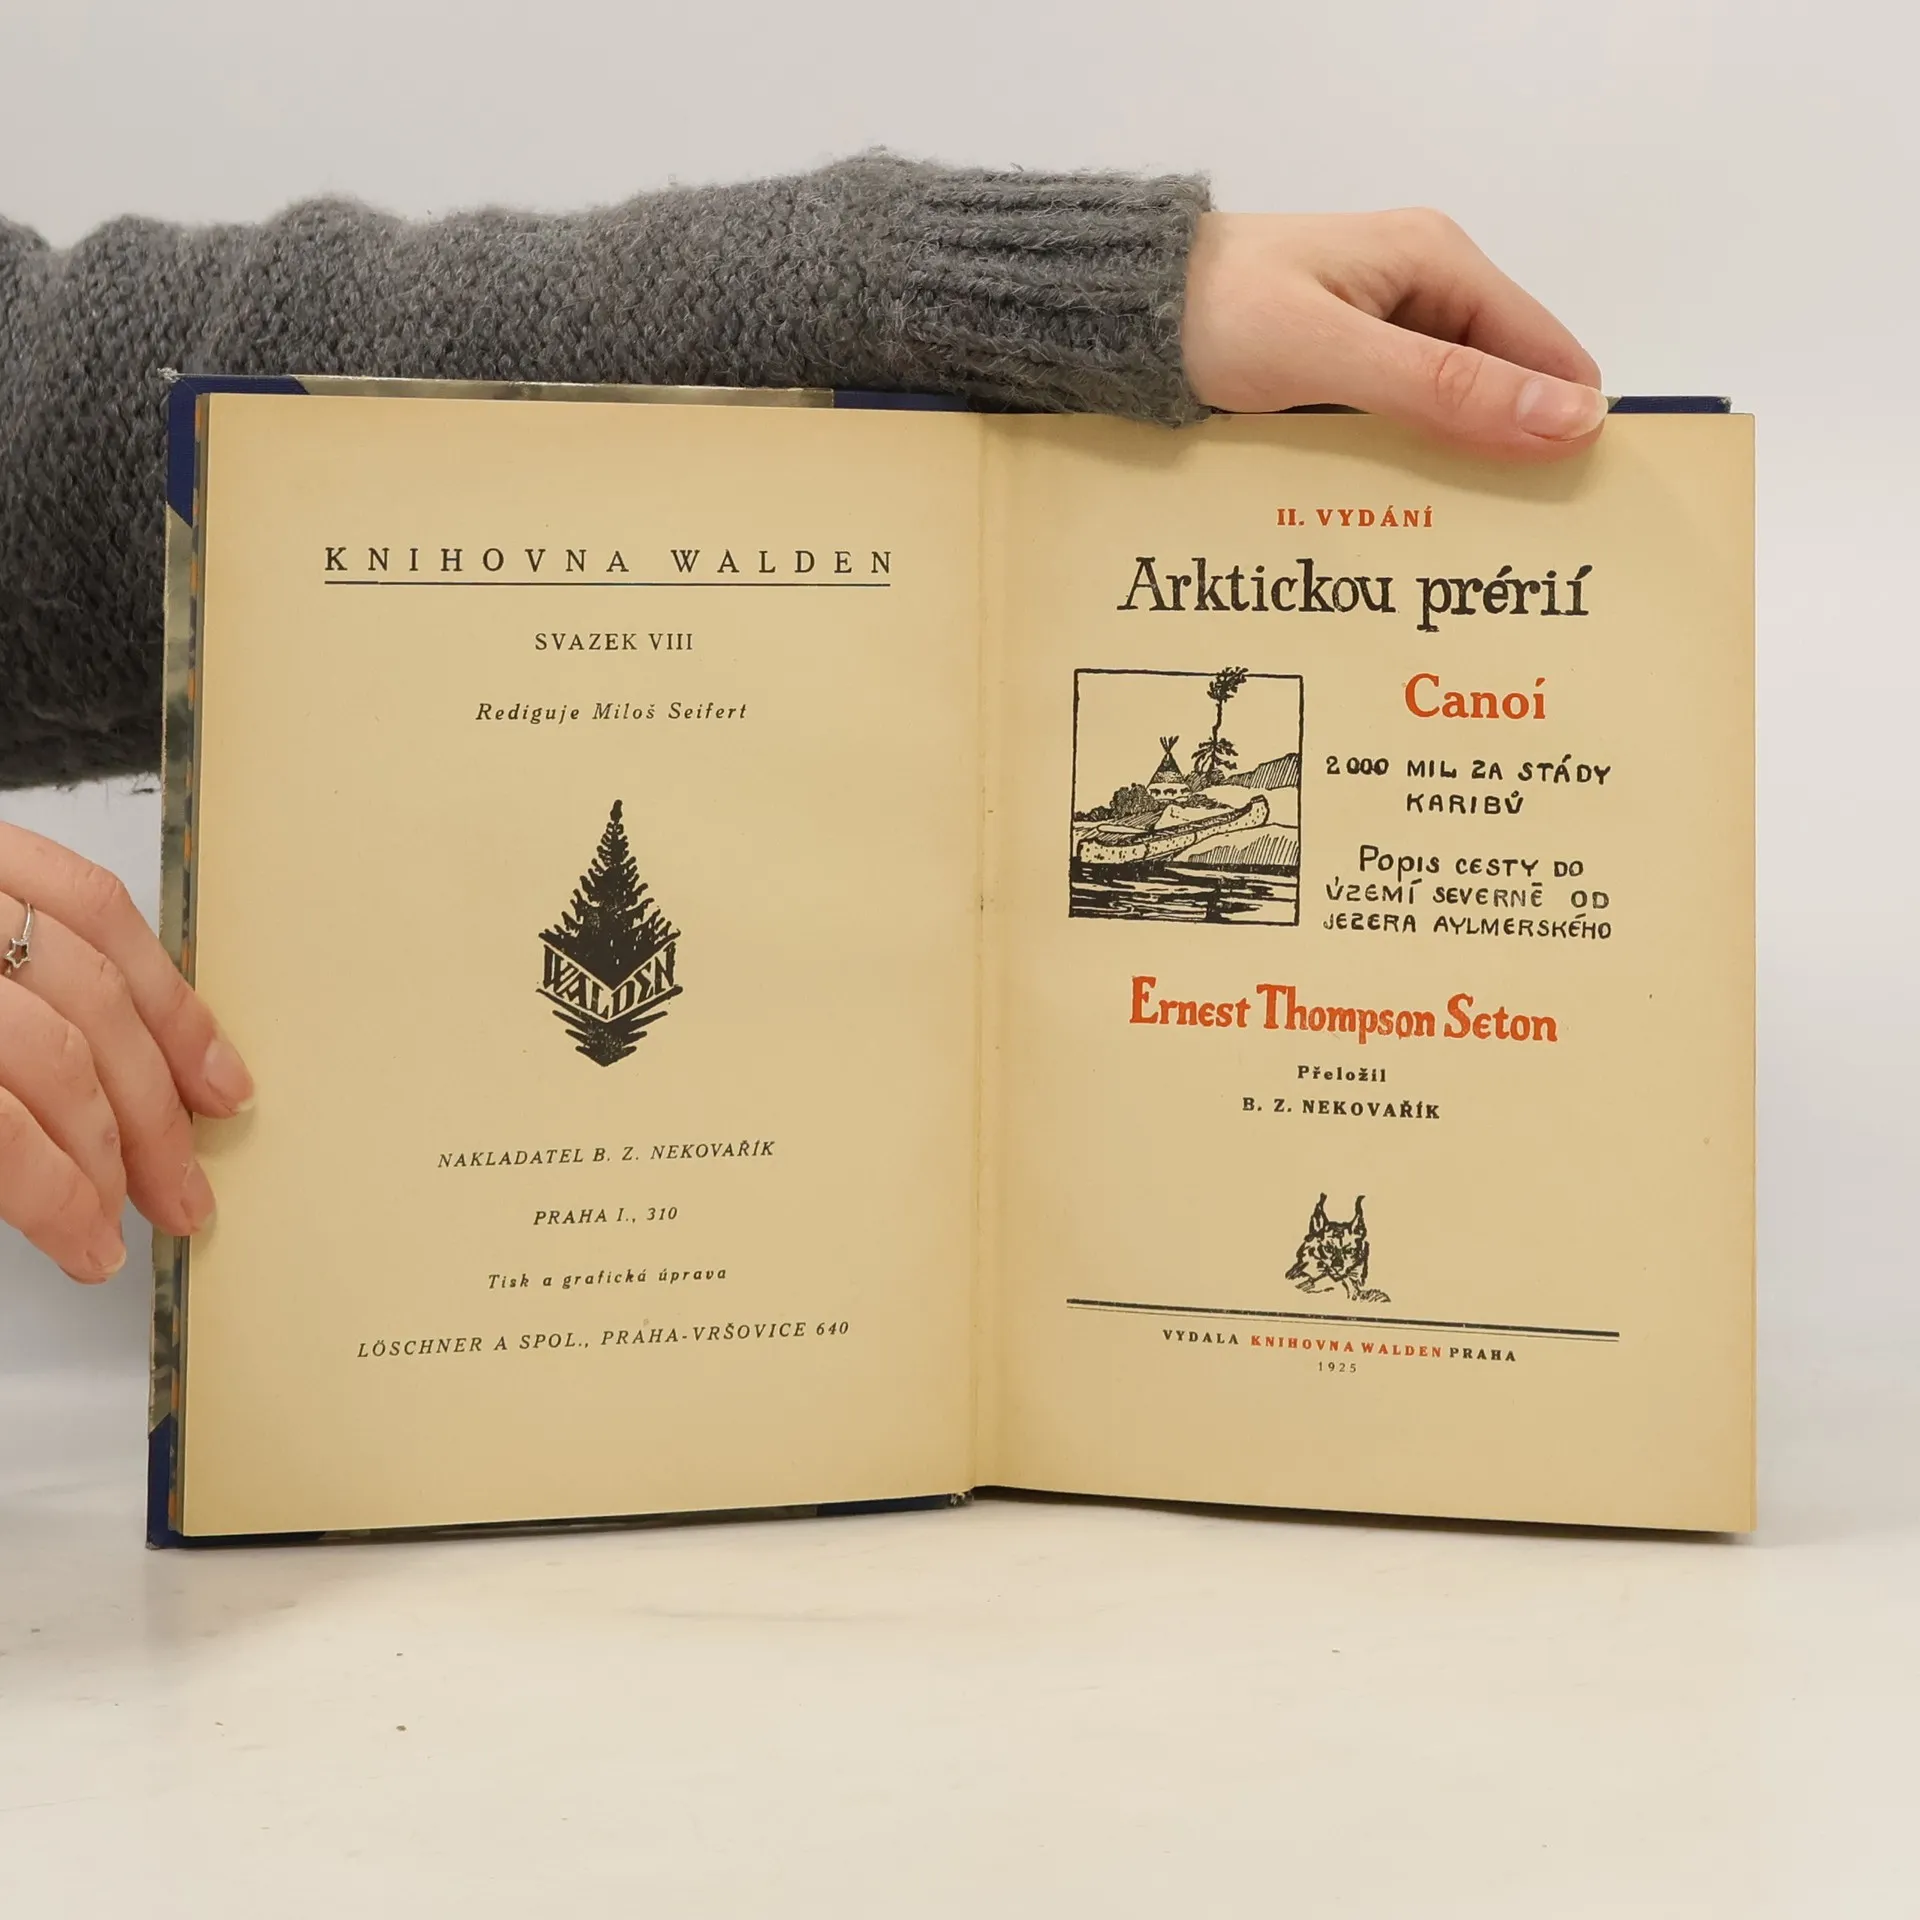 KNIHOVNA WALDEN
SVAZEK VIII
Rediguje Miloš Seifert
WALDEN
NAKLADATEL B. Z. NEKOVAŘÍK
PRAHA I., 310
Tisk a grafická úprava
LÖSCHNER A SPOL., PRAHA-VRŠOVICE 640
II. VYDÁNÍ
Arktickou prérií
Canoí
2000 MIL ZA STÁDY
KARIBŮ
POPIS CESTY DO
ÚZEMÍ SEVERNĚ OD
JEZERA AYLMERSKÉHO
Ernest Thompson Seton
Přeložil
B. Z. NEKOVAŘÍK
VYDALA KNIHOVNA WALDEN PRAHA
1925